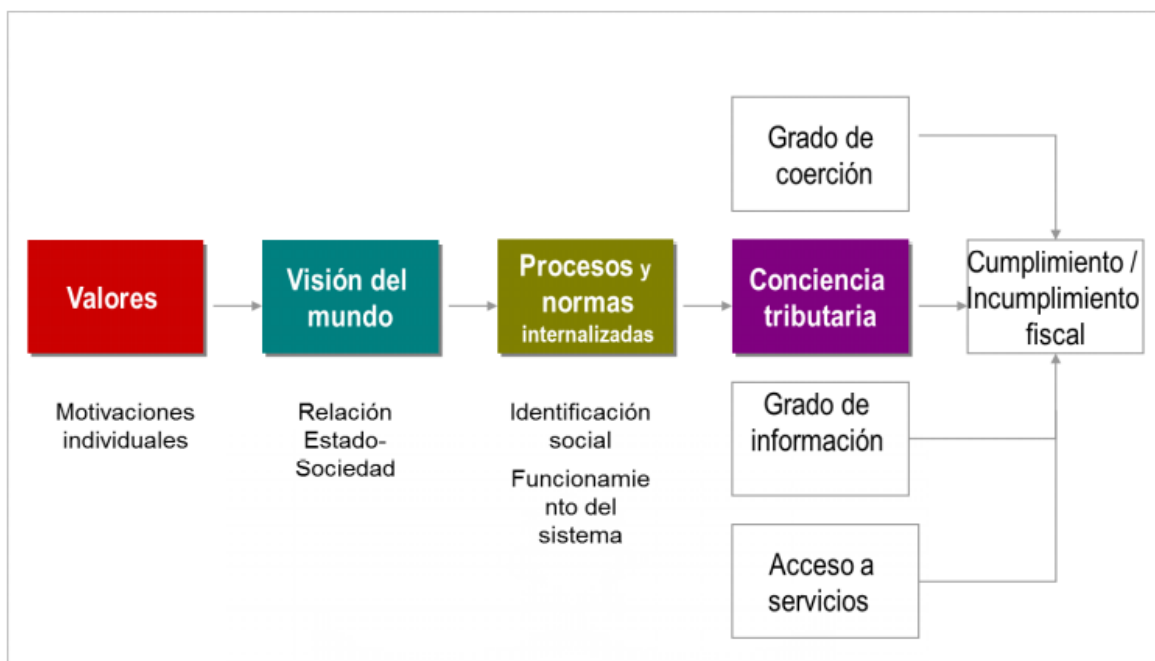 Grado de
coerción
Valores
Visión del
mundo
Procesos y
normas
internalizadas
Conciencia
tributaria
Cumplimiento /
Incumplimiento
fiscal
Motivaciones
individuales
Relación
Estado-
Sociedad
Identificación
social
Funcionamie
nto del
sistema
Grado de
información
Acceso a
servicios